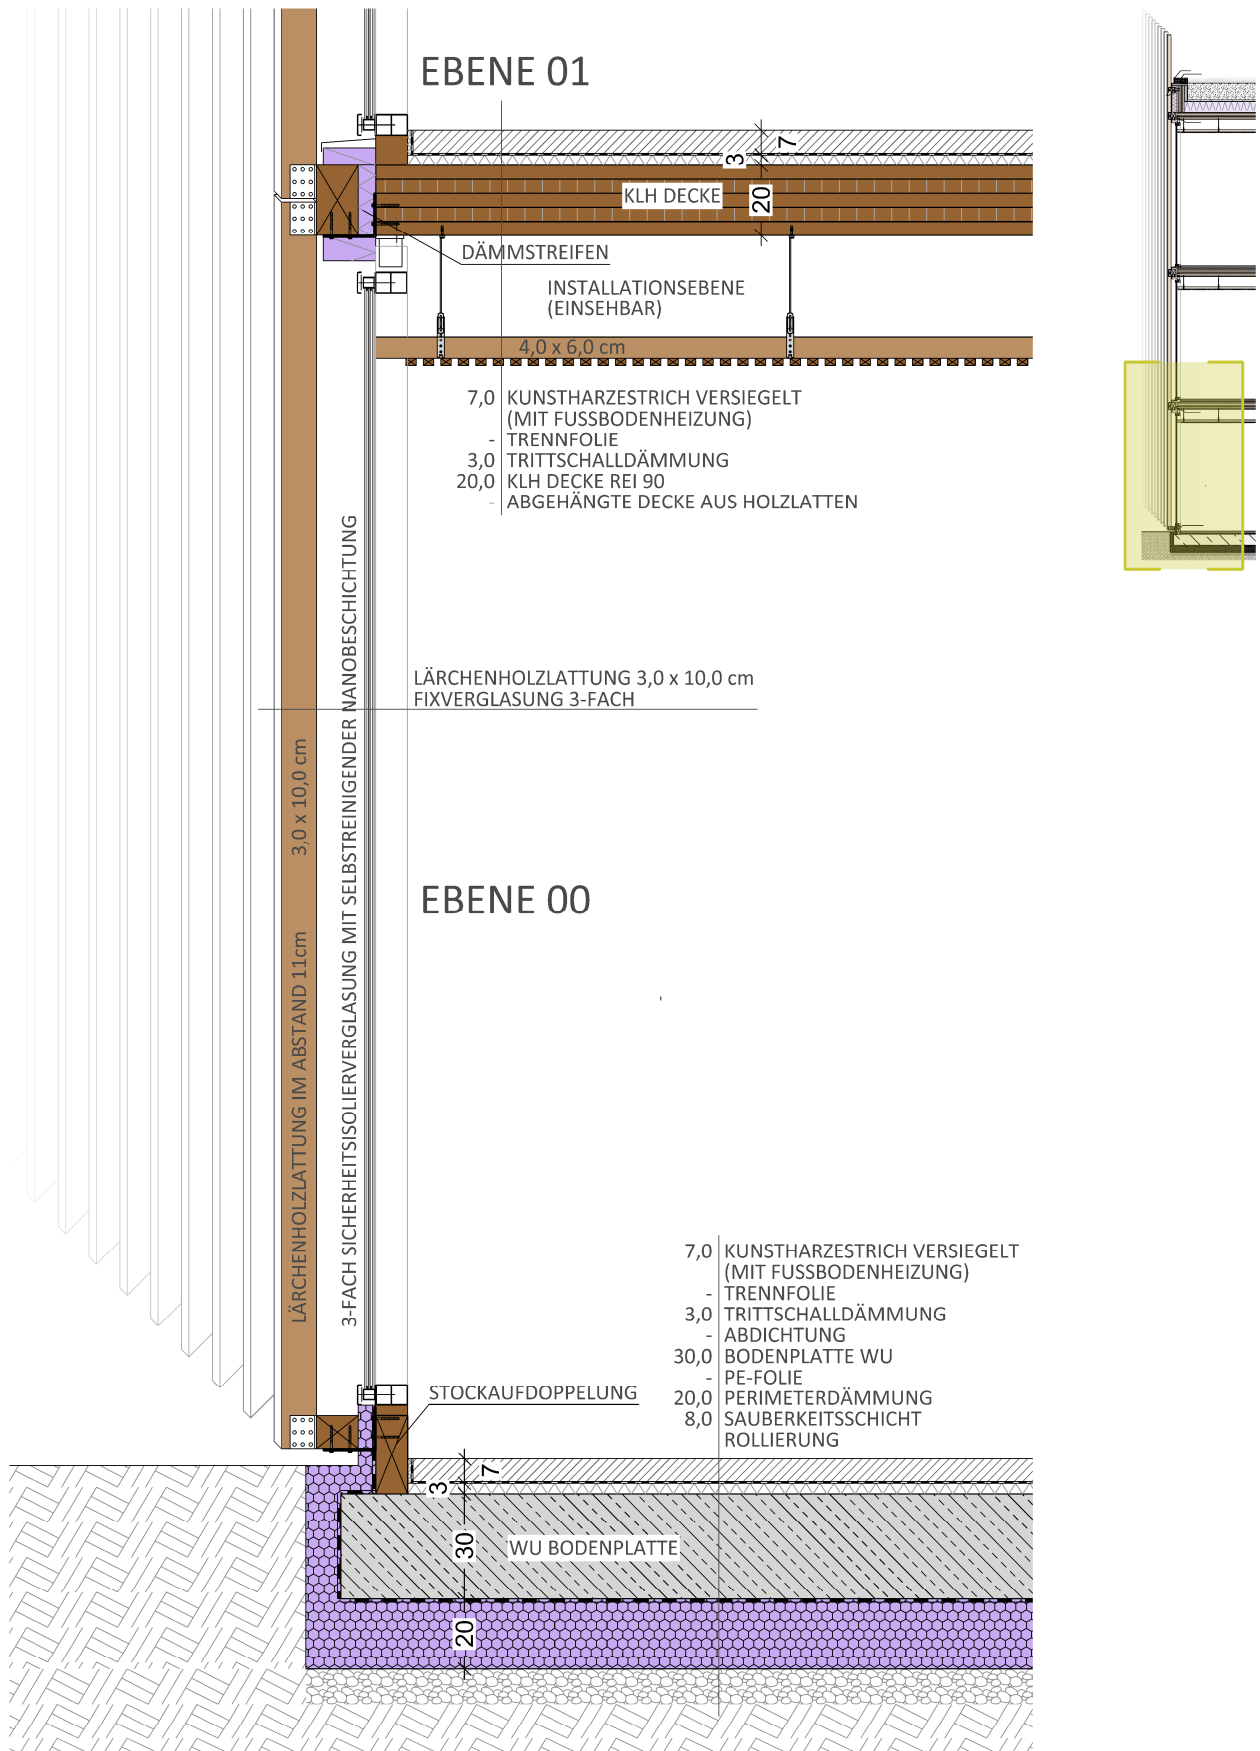 EBENE 01
7
3
KLH DECKE
20
DÄMMSTREIFEN
INSTALLATIONSEBENE
(EINSEHBAR)
4,0 x 6,0 cm
7,0 KUNSTHARZESTRICH VERSIEGELT
(MIT FUSSBODENHEIZUNG)
- TRENNFOLIE
3,0 TRITTSCHALLDÄMMUNG
20,0 KLH DECKE REI 90
- ABGEHÄNGTE DECKE AUS HOLZLATTEN
LÄRCHENHOLZLATTUNG 3,0 x 10,0 cm
FIXVERGLASUNG 3-FACH
LÄRCHENHOLZLATTUNG IM ABSTAND 11cm 3,0 x 10,0 cm
3-FACH SICHERHEITSISOLIERVERGLASUNG MIT SELBSTREINIGENDER NANOBESCHICHTUNG
EBENE 00
7,0 KUNSTHARZESTRICH VERSIEGELT
(MIT FUSSBODENHEIZUNG)
- TRENNFOLIE
3,0 TRITTSCHALLDÄMMUNG
- ABDICHTUNG
30,0 BODENPLATTE WU
- PE-FOLIE
20,0 PERIMETERDÄMMUNG
8,0 SAUBERKEITSSCHICHT
ROLLIERUNG
STOCKAUFDOPPELUNG
7
3
30
WU BODENPLATTE
20